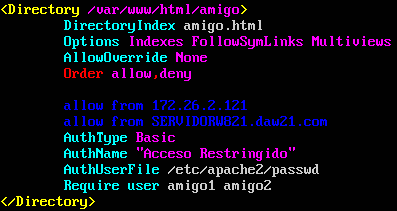 <Directory /var/www/html/amigo>
DirectoryIndex amigo.html
Options Indexes FollowSymLinks Multiviews
AllowOverride None
Order allow,deny
allow from 172.26.2.121
allow from SERVIDORW821.daw21.com
AuthType Basic
AuthName "Acceso Restringido"
AuthUserFile /etc/apache2/passwd
Require user amigo1 amigo2
</Directory>